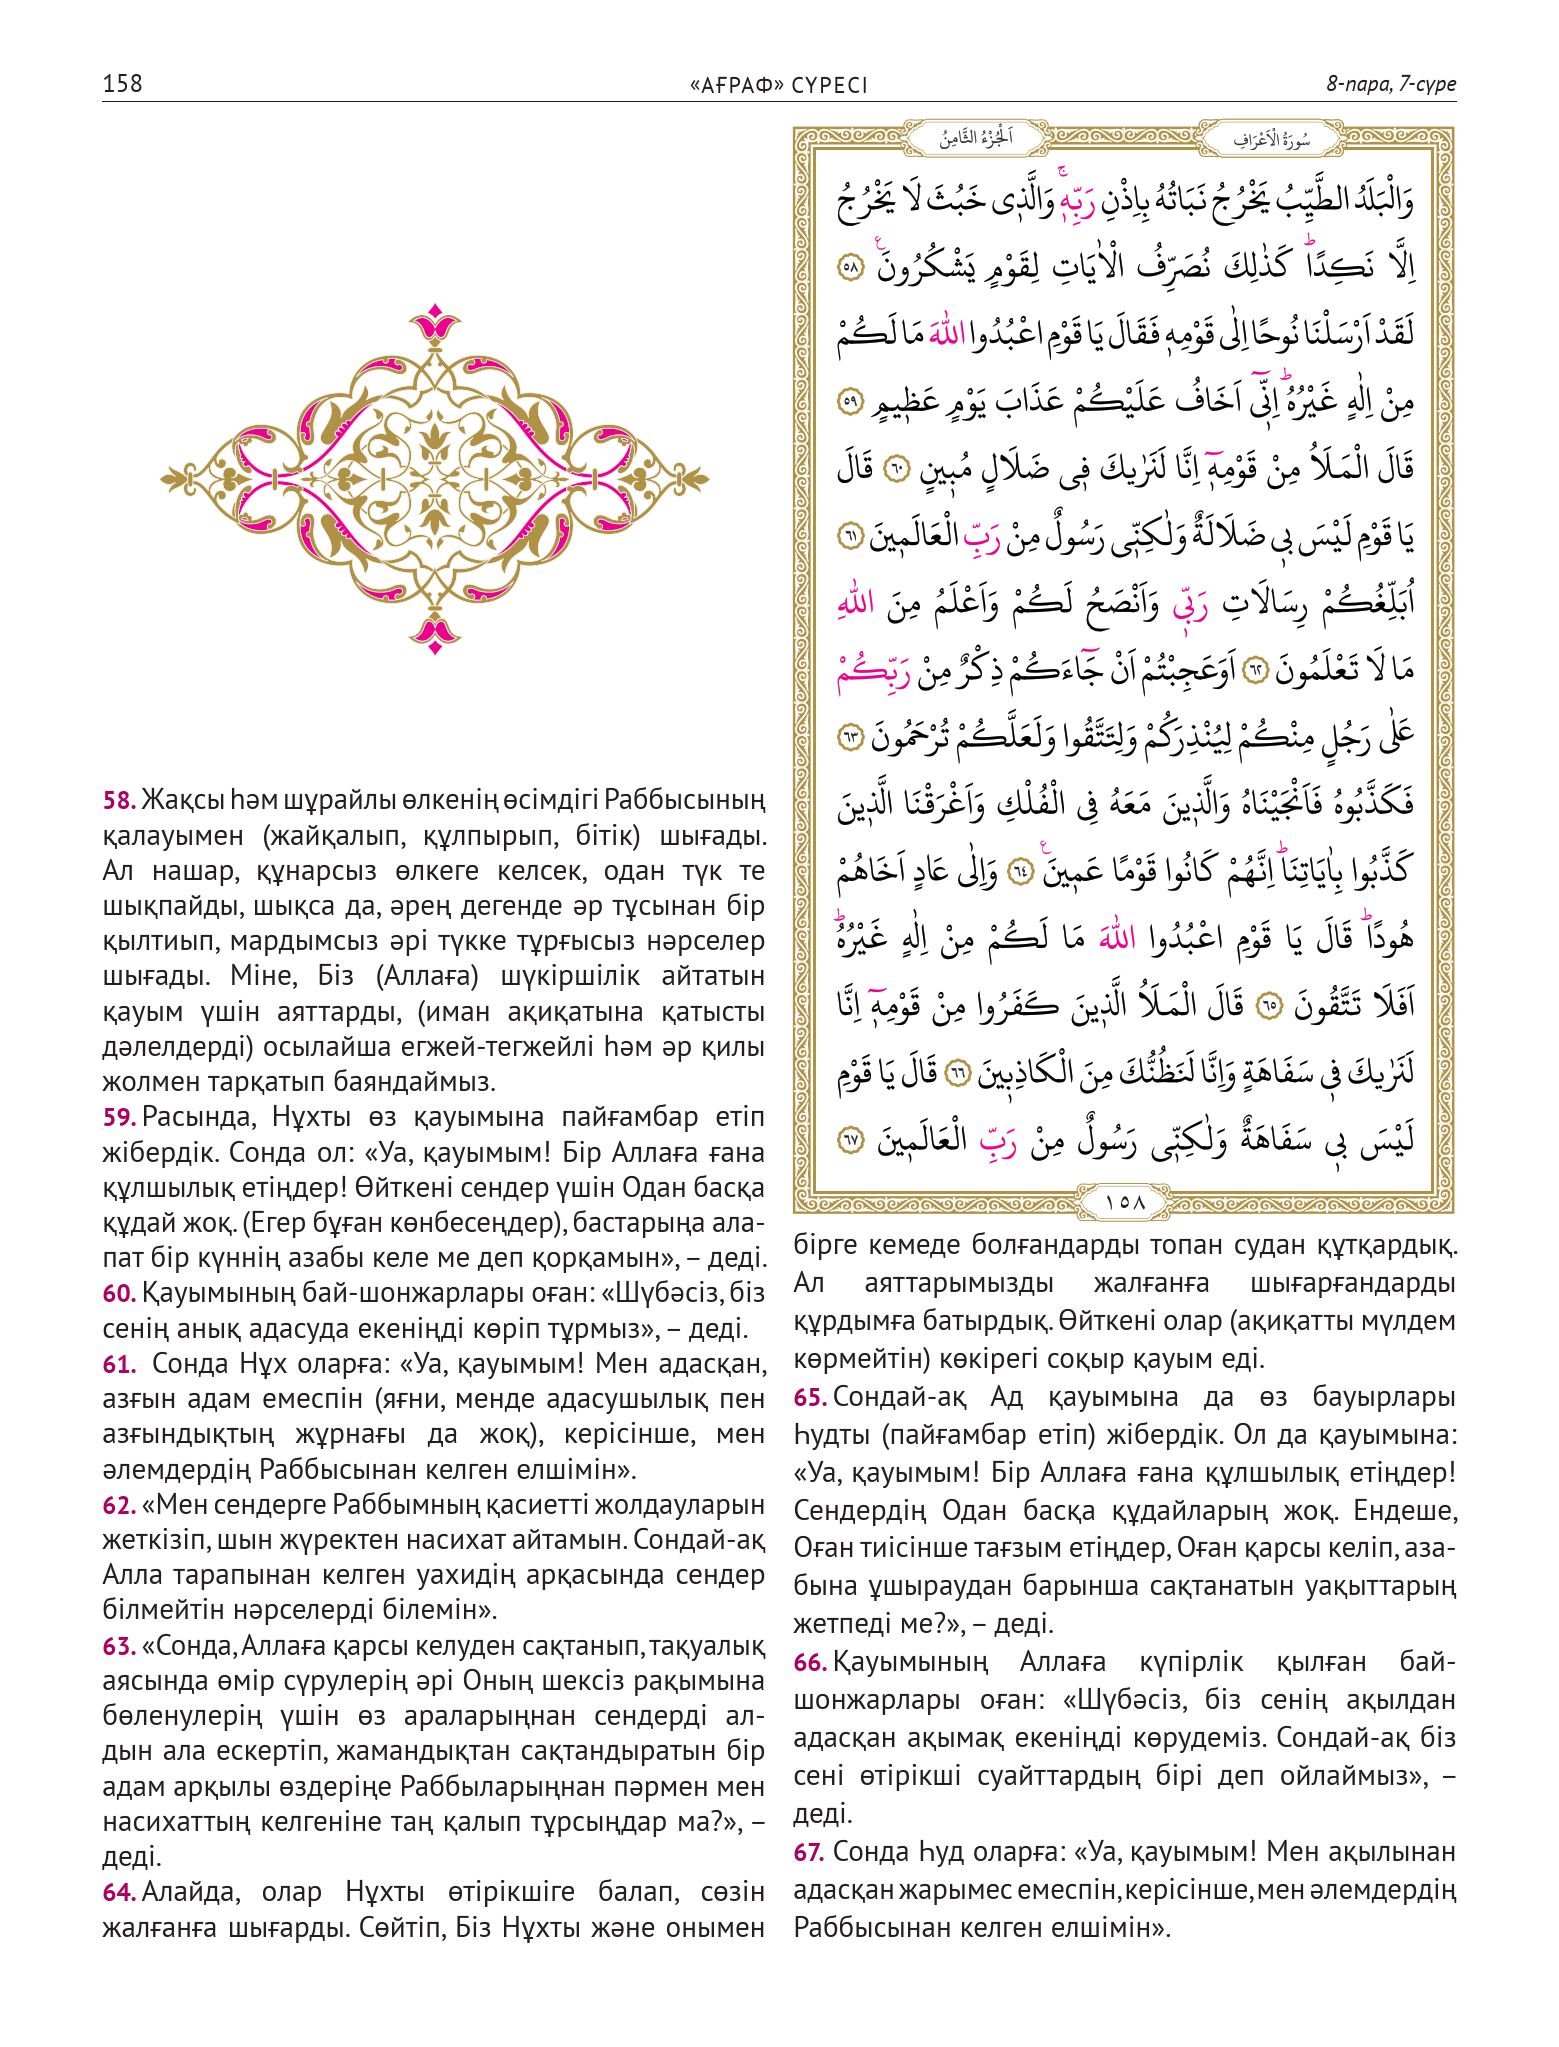 158
«АҒРАФ» СҮРЕСІ
8-пара, 7-сүре
58. Жақсы һәм шұрайлы өлкенің өсімдігі Раббысының
қалауымен (жайқалып, құлпырып, бітік) шығады.
Ал нашар, құнарсыз өлкеге келсек, одан түк те
шықпайды, шықса да, әрең дегенде әр тұсынан бір
қылтиып, мардымсыз әрі түкке тұрғысыз нәрселер
шығады. Міне, Біз (Аллаға) шүкіршілік айтатын
қауым үшін аяттарды, (иман ақиқатына қатысты
дәлелдерді) осылайша егжей-тегжейлі һәм әр қилы
жолмен тарқатып баяндаймыз.
59. Расында, Нұхты өз қауымына пайғамбар етіп
жібердік. Сонда ол: «Уа, қауымым! Бір Аллаға ғана
құлшылық етіңдер! Өйткені сендер үшін Одан басқа
құдай жоқ. (Егер бұған көнбесеңдер), бастарыңа ала-
пат бір күннің азабы келе ме деп қорқамын», – деді.
60. Қауымының бай-шонжарлары оған: «Шүбәсіз, біз
сенің анық адасуда екеніңді көріп тұрмыз», – деді.
61. Сонда Нұх оларға: «Уа, қауымым! Мен адасқан,
азғын адам емеспін (яғни, менде адасушылық пен
азғындықтың жұрнағы да жоқ), керісінше, мен
әлемдердің Раббысынан келген елшімін».
62. «Мен сендерге Раббымның қасиетті жолдауларын
жеткізіп, шын жүректен насихат айтамын. Сондай-ақ
Алла тарапынан келген уахидің арқасында сендер
білмейтін нәрселерді білемін».
63. «Сонда, Аллаға қарсы келуден сақтанып, тақуалық
аясында өмір сүрулерің әрі Оның шексіз рақымына
бөленулерің үшін өз араларыңнан сендерді ал-
дын ала ескертіп, жамандықтан сақтандыратын бір
адам арқылы өздеріңе Раббыларыңнан пәрмен мен
насихаттың келгеніне таң қалып тұрсыңдар ма?», –
деді.
64. Алайда, олар Нұхты өтірікшіге балап, сөзін
жалғанға шығарды. Сөйтіп, Біз Нұхты және онымен
سُورَةُ الْاَعْرَافِ
اَلْجُزْءُ الثَّامِنُ
وَالْبَلَدُ الطَّيِّبُ يَخْرُجُ نَبَاتُهُ بِاِذْنِ رَبِّه۪ۚ وَالَّذ۪ى خَبُثَ لَا يَخْرُجُ
اِلَّا نَكِدًاۜ كَذٰلِكَ نُصَرِّفُ الْاٰيَاتِ لِقَوْمٍ يَشْكُرُونَ۟ ﴿٥٨﴾
لَقَدْ اَرْسَلْنَا نُوحًا اِلٰى قَوْمِه۪ فَقَالَ يَا قَوْمِ اعْبُدُوا اللّٰهَ مَا لَكُمْ
مِنْ اِلٰهٍ غَيْرُهُۜ اِنّ۪ٓى اَخَافُ عَلَيْكُمْ عَذَابَ يَوْمٍ عَظ۪يمٍ ﴿٥٩﴾
قَالَ الْمَلَاُ مِنْ قَوْمِه۪ٓ اِنَّا لَنَرٰيكَ ف۪ى ضَلَالٍ مُب۪ينٍ ﴿٦٠﴾ قَالَ
يَا قَوْمِ لَيْسَ ب۪ى ضَلَالَةٌ وَلٰكِنّ۪ى رَسُولٌ مِنْ رَبِّ الْعَالَم۪ينَ ﴿٦١﴾
اُبَلِّغُكُمْ رِسَالَاتِ رَبّ۪ى وَاَنْصَحُ لَكُمْ وَاَعْلَمُ مِنَ اللّٰهِ
مَا لَا تَعْلَمُونَ ﴿٦٢﴾ اَوَعَجِبْتُمْ اَنْ جَٓاءَكُمْ ذِكْرٌ مِنْ رَبِّكُمْ
عَلٰى رَجُلٍ مِنْكُمْ لِيُنْذِرَكُمْ وَلِتَتَّقُوا وَلَعَلَّكُمْ تُرْحَمُونَ ﴿٦٣﴾
فَكَذَّبُوهُ فَاَنْجَيْنَاهُ وَالَّذ۪ينَ مَعَهُ فِى الْفُلْكِ وَاَغْرَقْنَا الَّذ۪ينَ
كَذَّبُوا بِاٰيَاتِنَاۜ اِنَّهُمْ كَانُوا قَوْمًا عَم۪ينَ۟ ﴿٦٤﴾ وَاِلٰى عَادٍ اَخَاهُمْ
هُودًاۜ قَالَ يَا قَوْمِ اعْبُدُوا اللّٰهَ مَا لَكُمْ مِنْ اِلٰهٍ غَيْرُهُۜ
اَفَلَا تَتَّقُونَ ﴿٦٥﴾ قَالَ الْمَلَاُ الَّذ۪ينَ كَفَرُوا مِنْ قَوْمِه۪ٓ اِنَّا
لَنَرٰيكَ ف۪ى سَفَاهَةٍ وَاِنَّا لَنَظُنُّكَ مِنَ الْكَاذِب۪ينَ ﴿٦٦﴾ قَالَ يَا قَوْمِ
لَيْسَ ب۪ى سَفَاهَةٌ وَلٰكِنّ۪ى رَسُولٌ مِنْ رَبِّ الْعَالَم۪ينَ ﴿٦٧﴾
١٥٨
бірге кемеде болғандарды топан судан құтқардық.
Ал аяттарымызды жалғанға шығарғандарды
құрдымға батырдық. Өйткені олар (ақиқатты мүлдем
көрмейтін) көкірегі соқыр қауым еді.
65. Сондай-ақ Ад қауымына да өз бауырлары
Һудты (пайғамбар етіп) жібердік. Ол да қауымына:
«Уа, қауымым! Бір Аллаға ғана құлшылық етіңдер!
Сендердің Одан басқа құдайларың жоқ. Ендеше,
Оған тиісінше тағзым етіңдер, Оған қарсы келіп, аза-
бына ұшыраудан барынша сақтанатын уақыттарың
жетпеді ме?», – деді.
66. Қауымының Аллаға күпірлік қылған бай-
шонжарлары оған: «Шүбәсіз, біз сенің ақылдан
адасқан ақымақ екеніңді көрудеміз. Сондай-ақ біз
сені өтірікші суайттардың бірі деп ойлаймыз», –
деді.
67. Сонда Һуд оларға: «Уа, қауымым! Мен ақылынан
адасқан жарымес емеспін, керісінше, мен әлемдердің
Раббысынан келген елшімін».